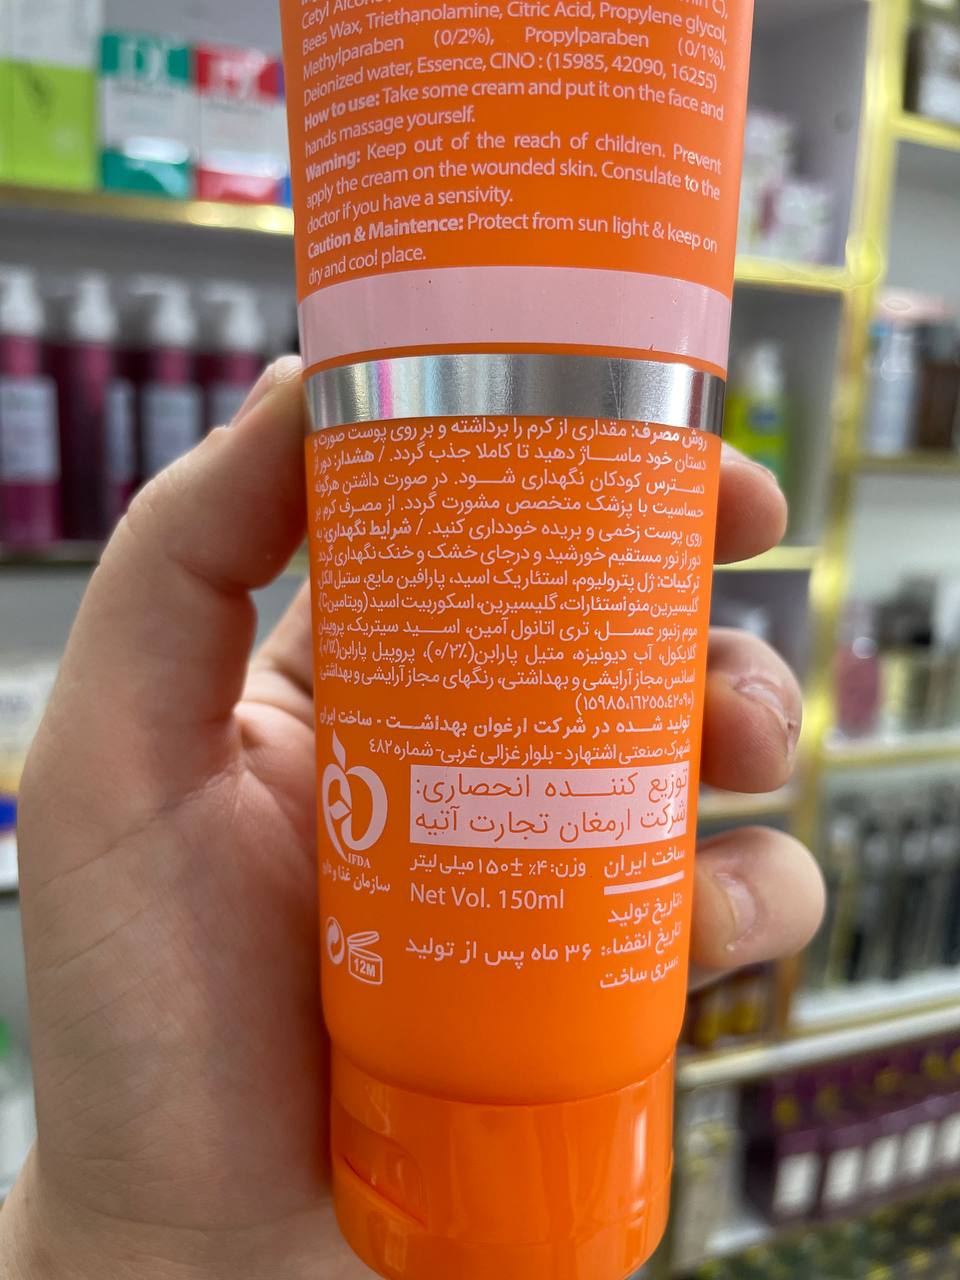 Cetyl Alcohol
Bees Wax, Triethanolamine, Citric Acid, Propylene glycol,
Methylparaben (0/2%), Propylparaben (0/1%),
Deionized water, Essence, CINO : (15985, 42090, 16255)
How to use: Take some cream and put it on the face and
hands massage yourself.
Warning: Keep out of the reach of children. Prevent
apply the cream on the wounded skin. Consulate to the
doctor if you have a sensivity.
Caution & Maintence: Protect from sun light & keep on
dry and cool place.
روش مصرف: مقداری از کرم را برداشته و بر روی پوست صورت و
دستان خود ماساژ دهید تا کاملا جذب گردد. / هشدار: دور از
دسترس کودکان نگهداری شود. در صورت داشتن هرگونه
حساسیت با پزشک متخصص مشورت گردد. از مصرف کرم بر
روی پوست زخمی و بریده خودداری کنید. / شرایط نگهداری: به
دور از نور مستقیم خورشید و درجای خشک و خنک نگهداری گردد
ترکیبات: ژل پترولیوم، استئاریک اسید، پارافین مایع، ستیل الکل،
گلیسیرین منو استئارات، گلیسیرین، اسکوربیت اسید (ویتامین C)،
موم زنبور عسل، تری اتانول آمین، اسید سیتریک، پروپیلن
گلایکول، آب دیونیزه، متیل پارابن(٪۰/۲)، پروپیل پارابن(٪۰/۱)،
اسانس مجاز آرایشی و بهداشتی، رنگهای مجاز آرایشی و بهداشتی
(15985،16255،42090)
تولید شده در شرکت ارغوان بهداشت - ساخت ایران
شهرک صنعتی اشتهارد - بلوار غزالی غربی - شماره ٤٨٢
توزیع کننده انحصاری:
شرکت ارمغان تجارت آتیه
IFDA
سازمان غذا و دارو
ساخت ایران
وزن: ۴٪ ±۱۵۰ میلی لیتر
Net Vol. 150ml
تاریخ تولید:
تاریخ انقضاء: ۳۶ ماه پس از تولید
سری ساخت:
12M